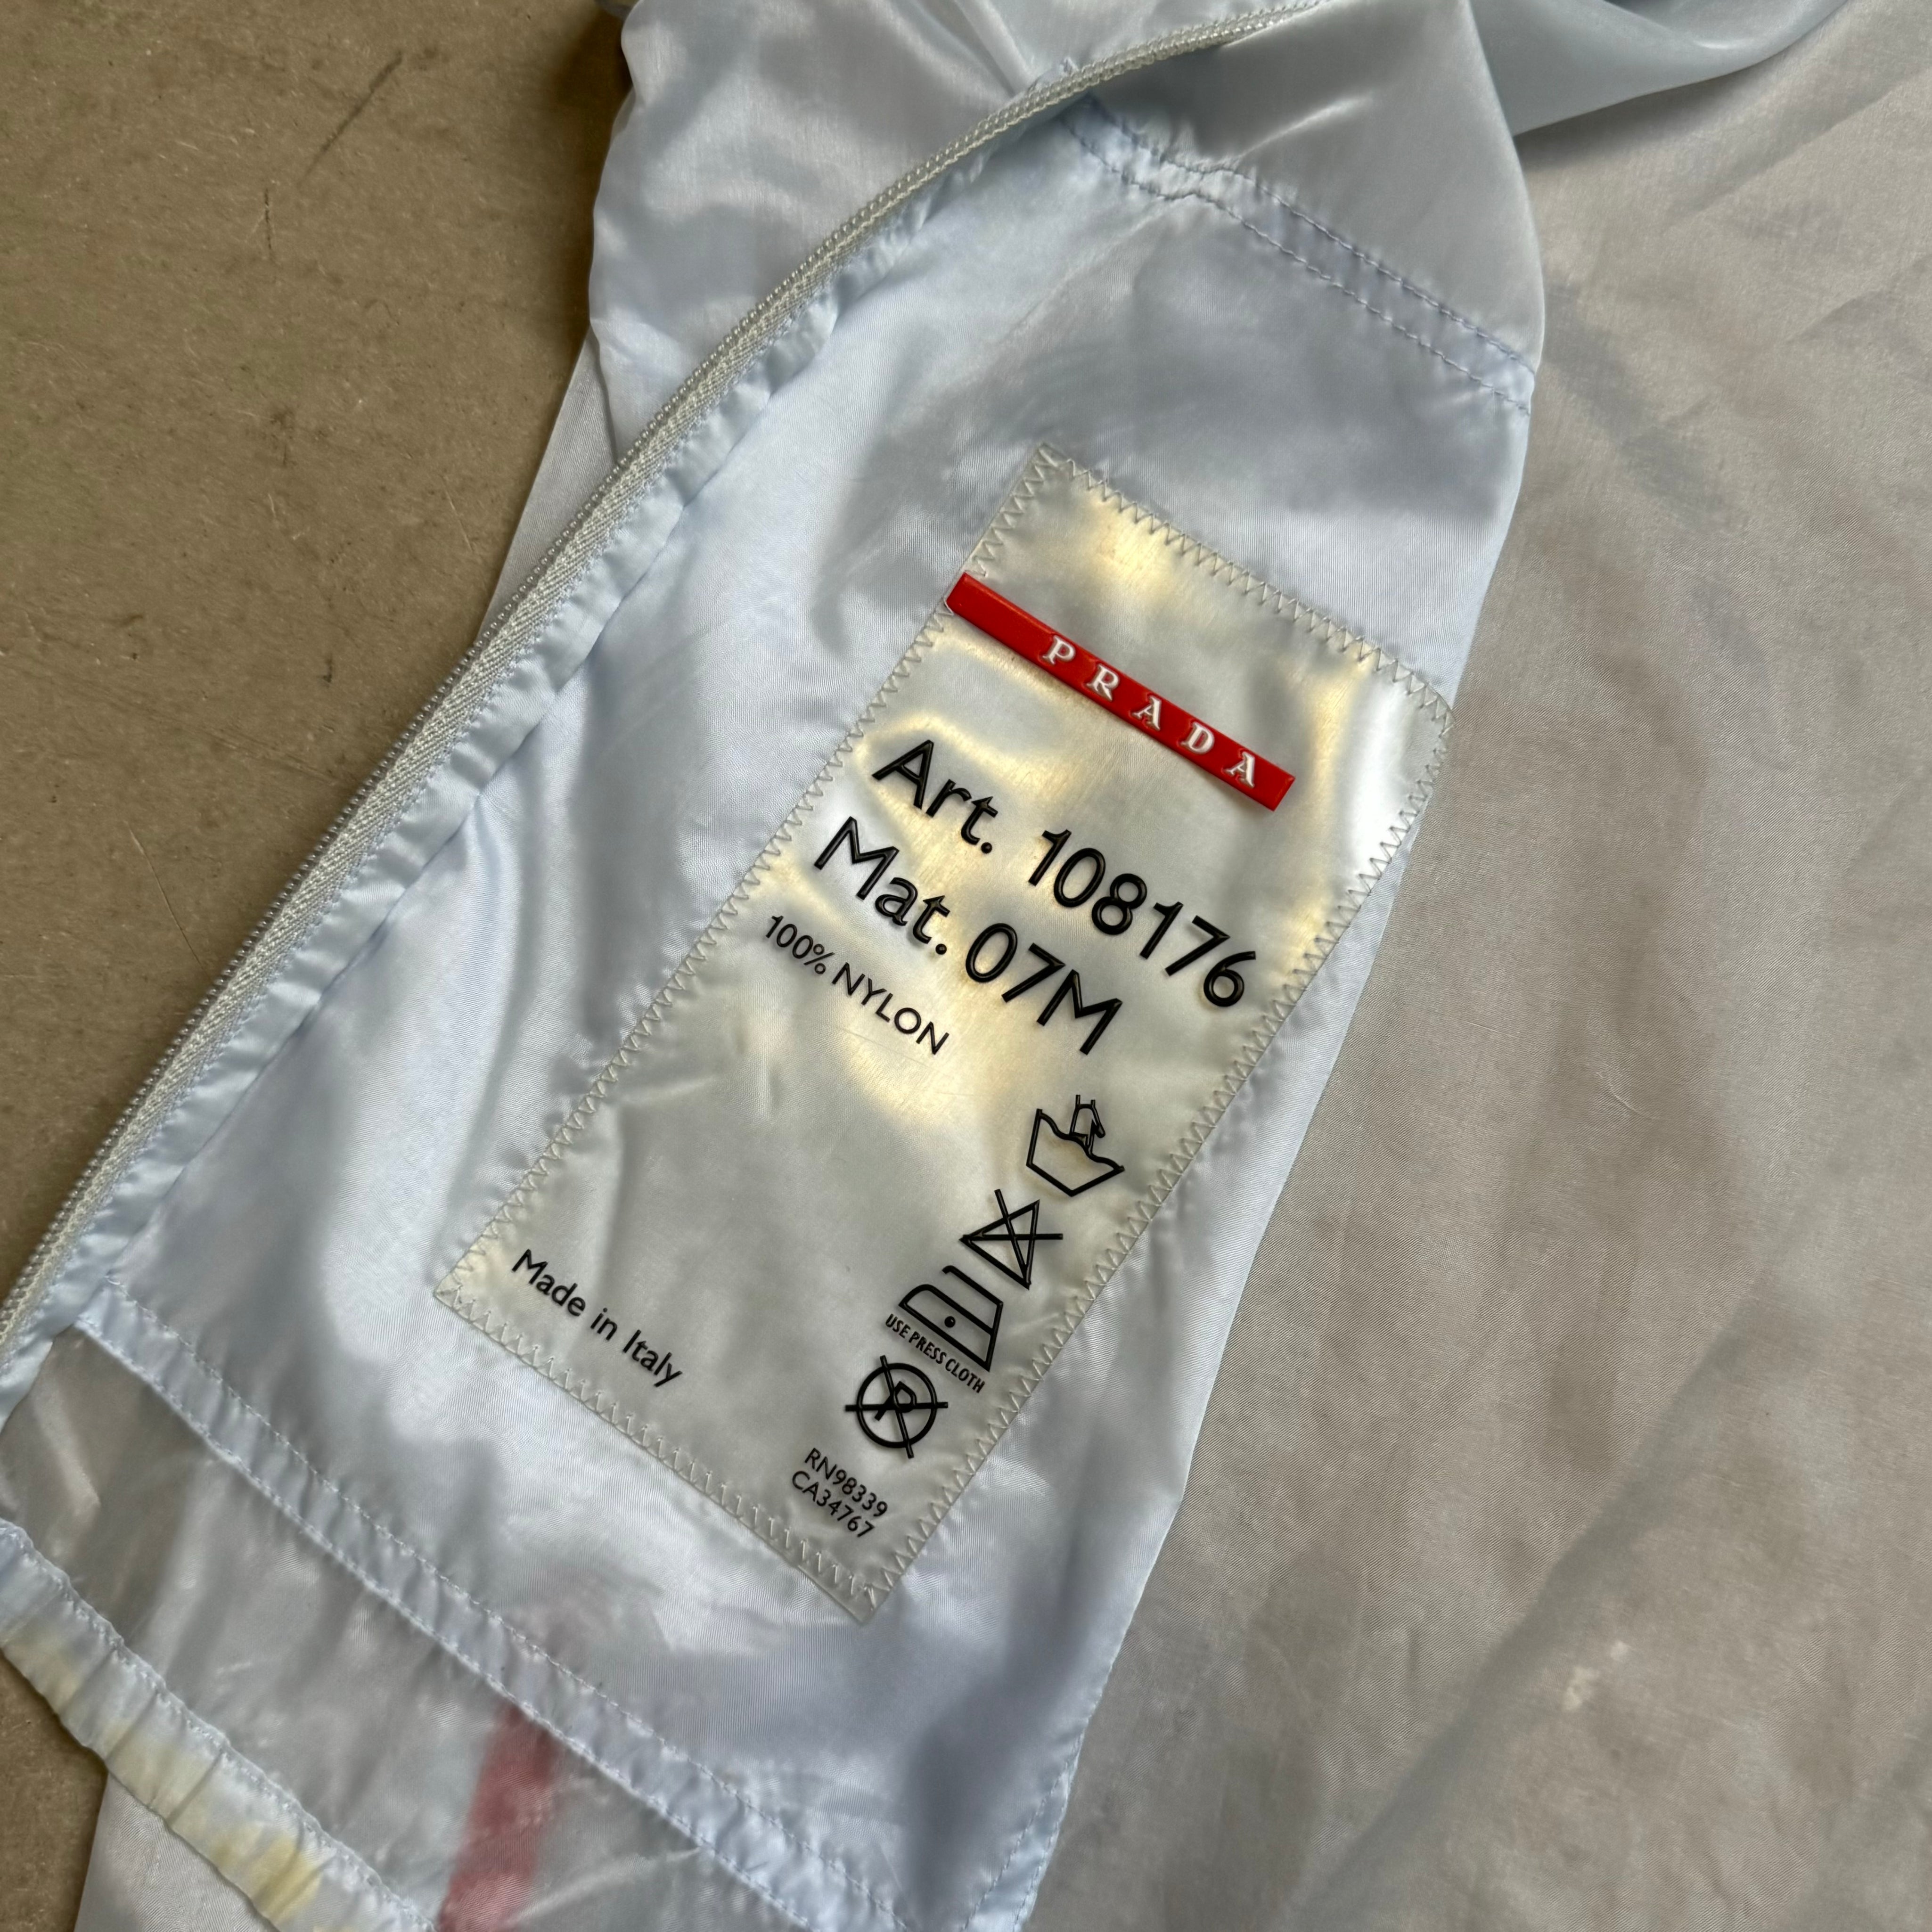 PRADA
Art. 108176
Mat. 07M
100% NYLON
USE PRESS CLOTH
P
Made in Italy
RN98339
CA34767